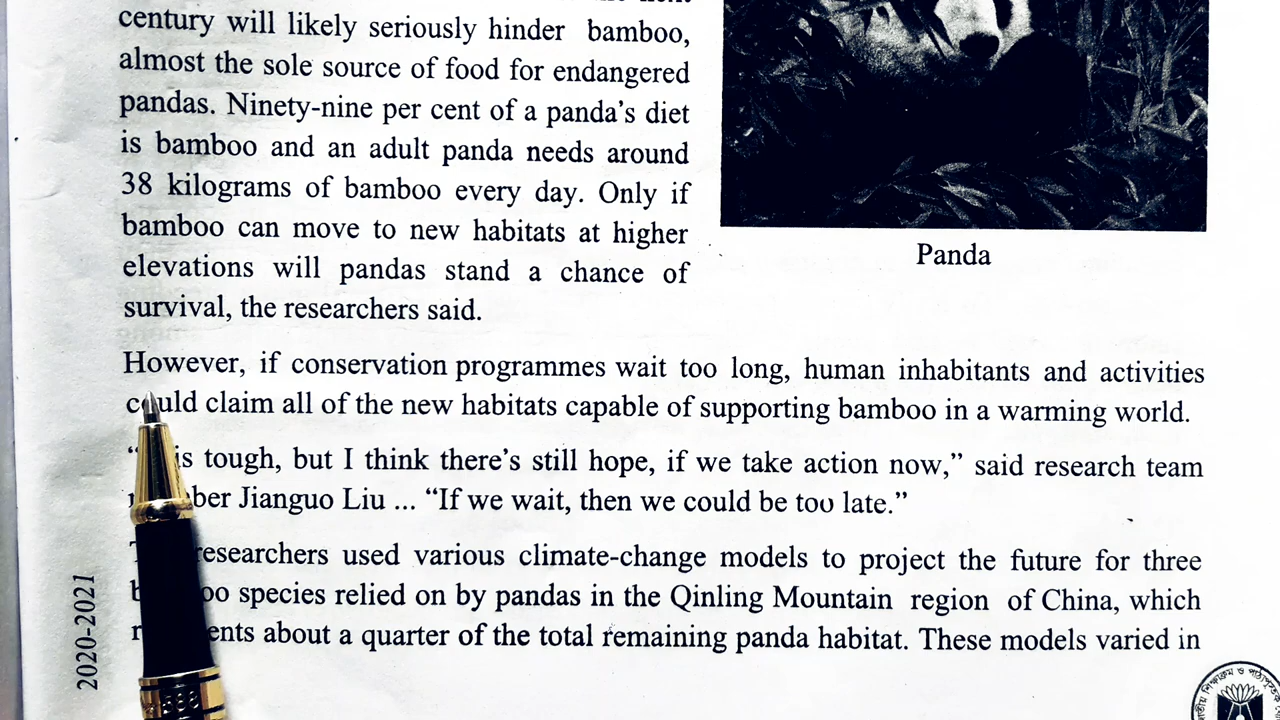 century will likely seriously hinder bamboo,
almost the sole source of food for endangered
pandas. Ninety-nine per cent of a panda's diet
is bamboo and an adult panda needs around
38 kilograms of bamboo every day. Only if
bamboo can move to new habitats at higher
elevations will pandas stand a chance of
survival, the researchers said.
Panda
However, if conservation programmes wait too long, human inhabitants and activities
could claim all of the new habitats capable of supporting bamboo in a warming world.
" is tough, but I think there's still hope, if we take action now," said research team
Jianguo Liu ... "If we wait, then we could be too late."
researchers used various climate-change models to project the future for three
species relied on by pandas in the Qinling Mountain region of China, which
about a quarter of the total remaining panda habitat. These models varied in
2020-2021